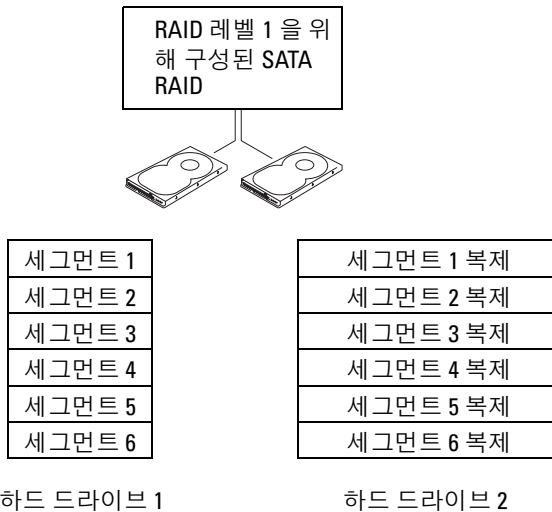 RAID 레벨 1 을 위
해 구성된 SATA
RAID
세그먼트 1
세그먼트 1 복제
세그먼트 2
세그먼트 2 복제
세그먼트 3
세그먼트 3 복제
세그먼트 4
세그먼트 4 복제
세그먼트 5
세그먼트 5 복제
세그먼트 6
세그먼트 6 복제
하드 드라이브 1
하드 드라이브 2